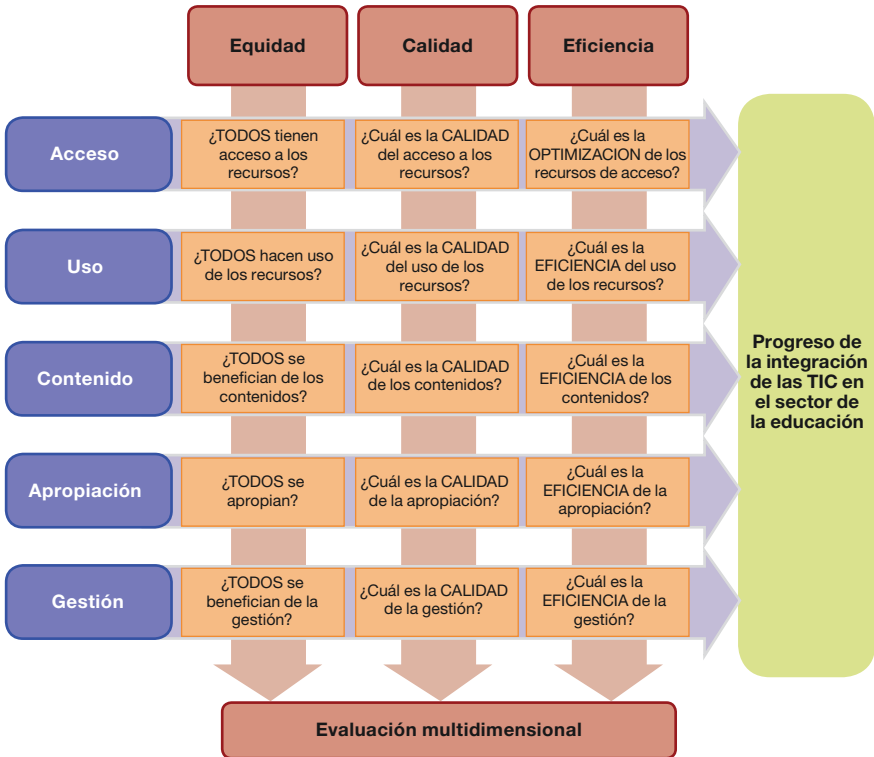 Equidad
Calidad
Eficiencia
Acceso
¿TODOS tienen
acceso a los
recursos?
¿Cuál es la CALIDAD
del acceso a los
recursos?
¿Cuál es la
OPTIMIZACION de los
recursos de acceso?
Uso
¿TODOS hacen uso
de los recursos?
¿Cuál es la CALIDAD
del uso de los
recursos?
¿Cuál es la
EFICIENCIA del uso
de los recursos?
Contenido
¿TODOS se
benefician de los
contenidos?
¿Cuál es la CALIDAD
de los contenidos?
¿Cuál es la
EFICIENCIA de los
contenidos?
Apropiación
¿TODOS se
apropian?
¿Cuál es la CALIDAD
de la apropiación?
¿Cuál es la
EFICIENCIA de la
apropiación?
Gestión
¿TODOS se
benefician de la
gestión?
¿Cuál es la CALIDAD
de la gestión?
¿Cuál es la
EFICIENCIA de la
gestión?
Progreso de
la integración
de las TIC en
el sector de
la educación
Evaluación multidimensional